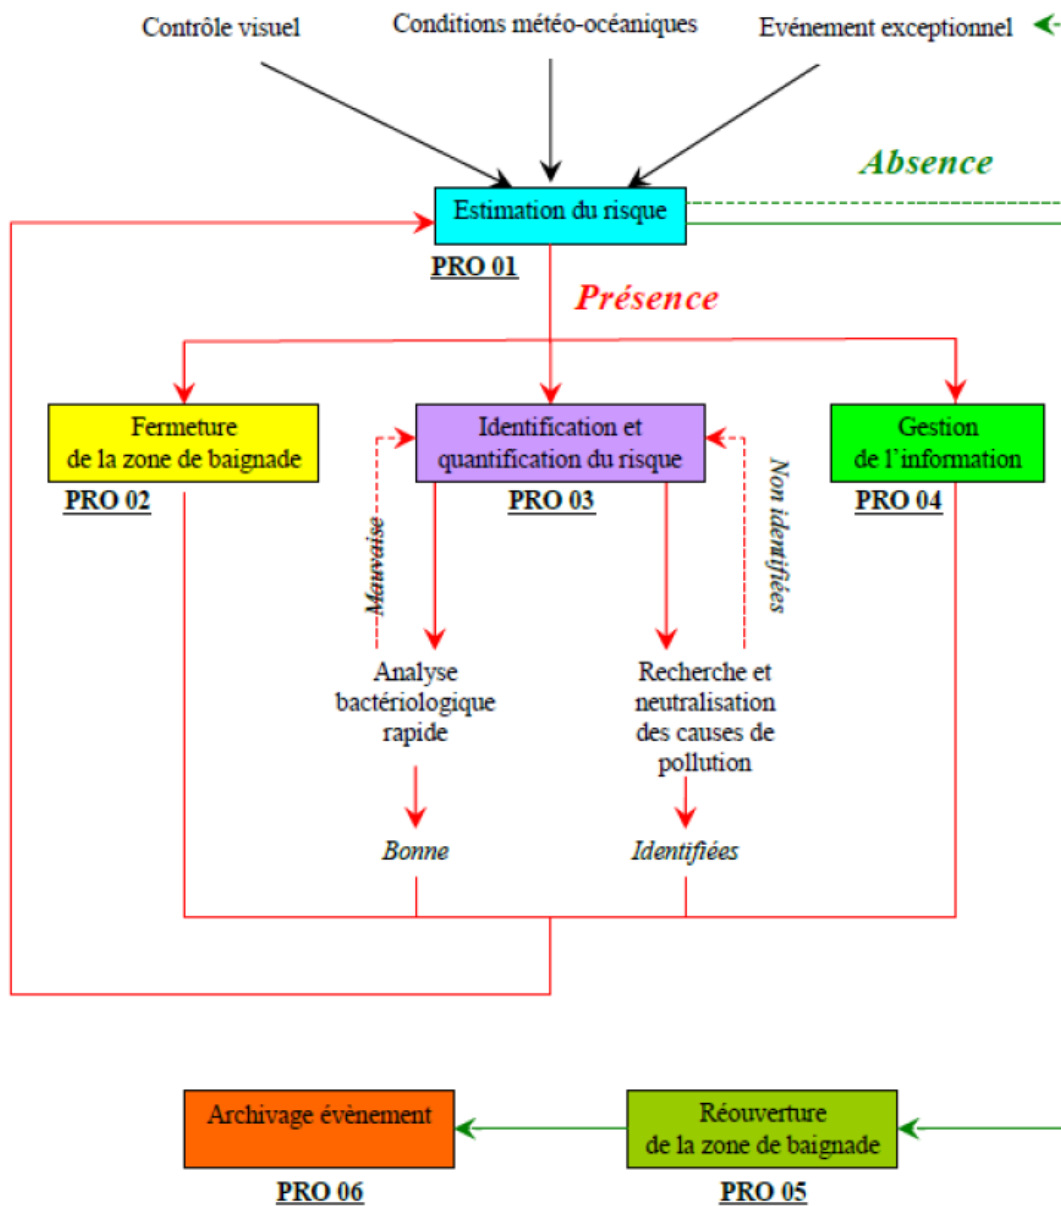 Contrôle visuel
Conditions météo-océaniques
Evénement exceptionnel
Absence
Estimation du risque
PRO 01
Présence
Fermeture
de la zone de baignade
PRO 02
Identification et
quantification du risque
PRO 03
Gestion
de l'information
PRO 04
Mauvaise
Non identifiées
Analyse
bactériologique
rapide
Recherche et
neutralisation
des causes de
pollution
Bonne
Identifiées
Archivage évènement
PRO 06
Réouverture
de la zone de baignade
PRO 05